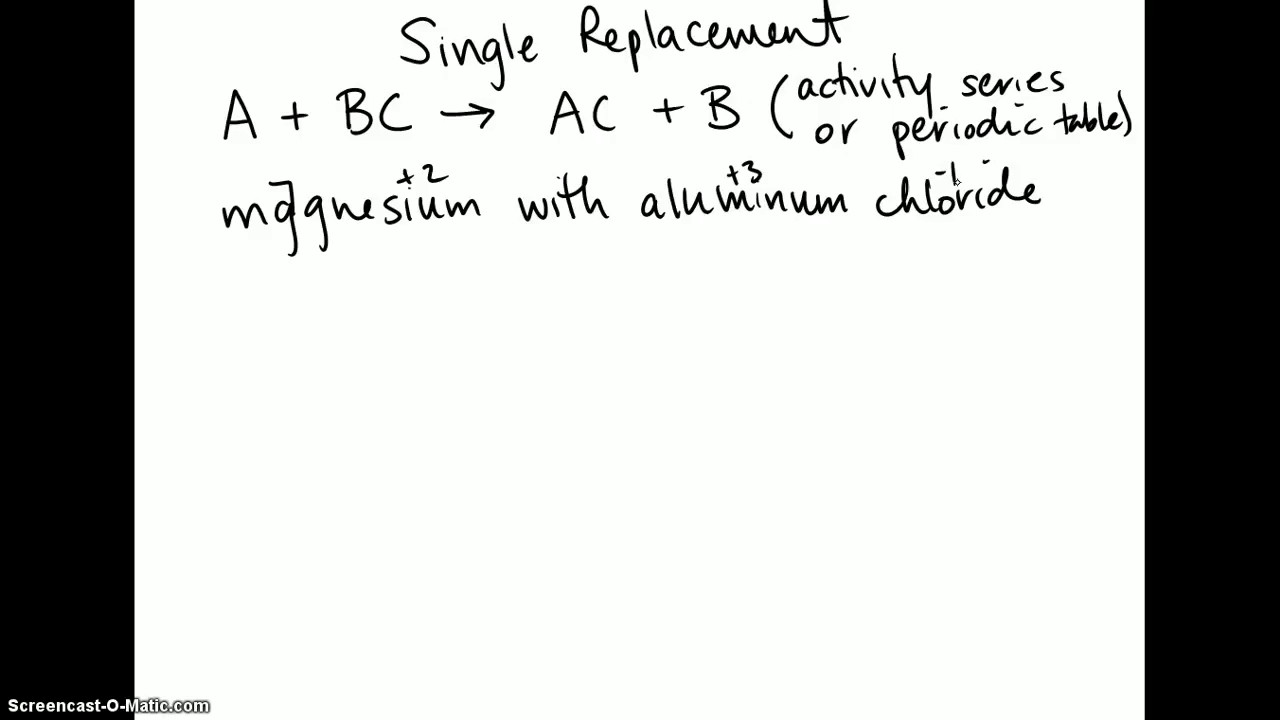 Single Replacement
A + BC → AC + B (activity series
or periodic table)
+2 +3 -1
magnesium with aluminum chloride
Screencast-O-Matic.com